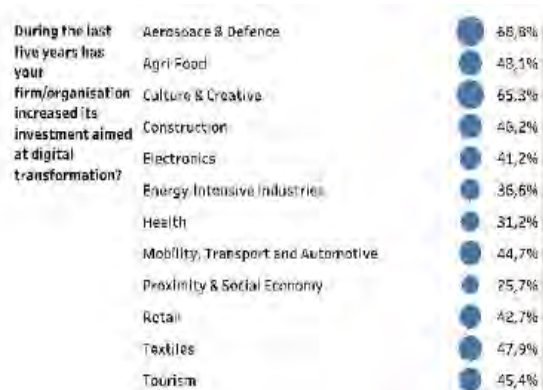 During the last
five years has
your
firm/organisation
increased its
investment aimed
at digital
transformation?
Aerospace & Defence 68,8%
Agri Food 48,1%
Culture & Creative 65,3%
Construction 46,2%
Electronics 41,2%
Energy Intensive Industries 36,6%
Health 31,2%
Mobility, Transport and Automotive 44,7%
Proximity & Social Economy 25,7%
Retail 42,7%
Textiles 47,9%
Tourism 45,4%